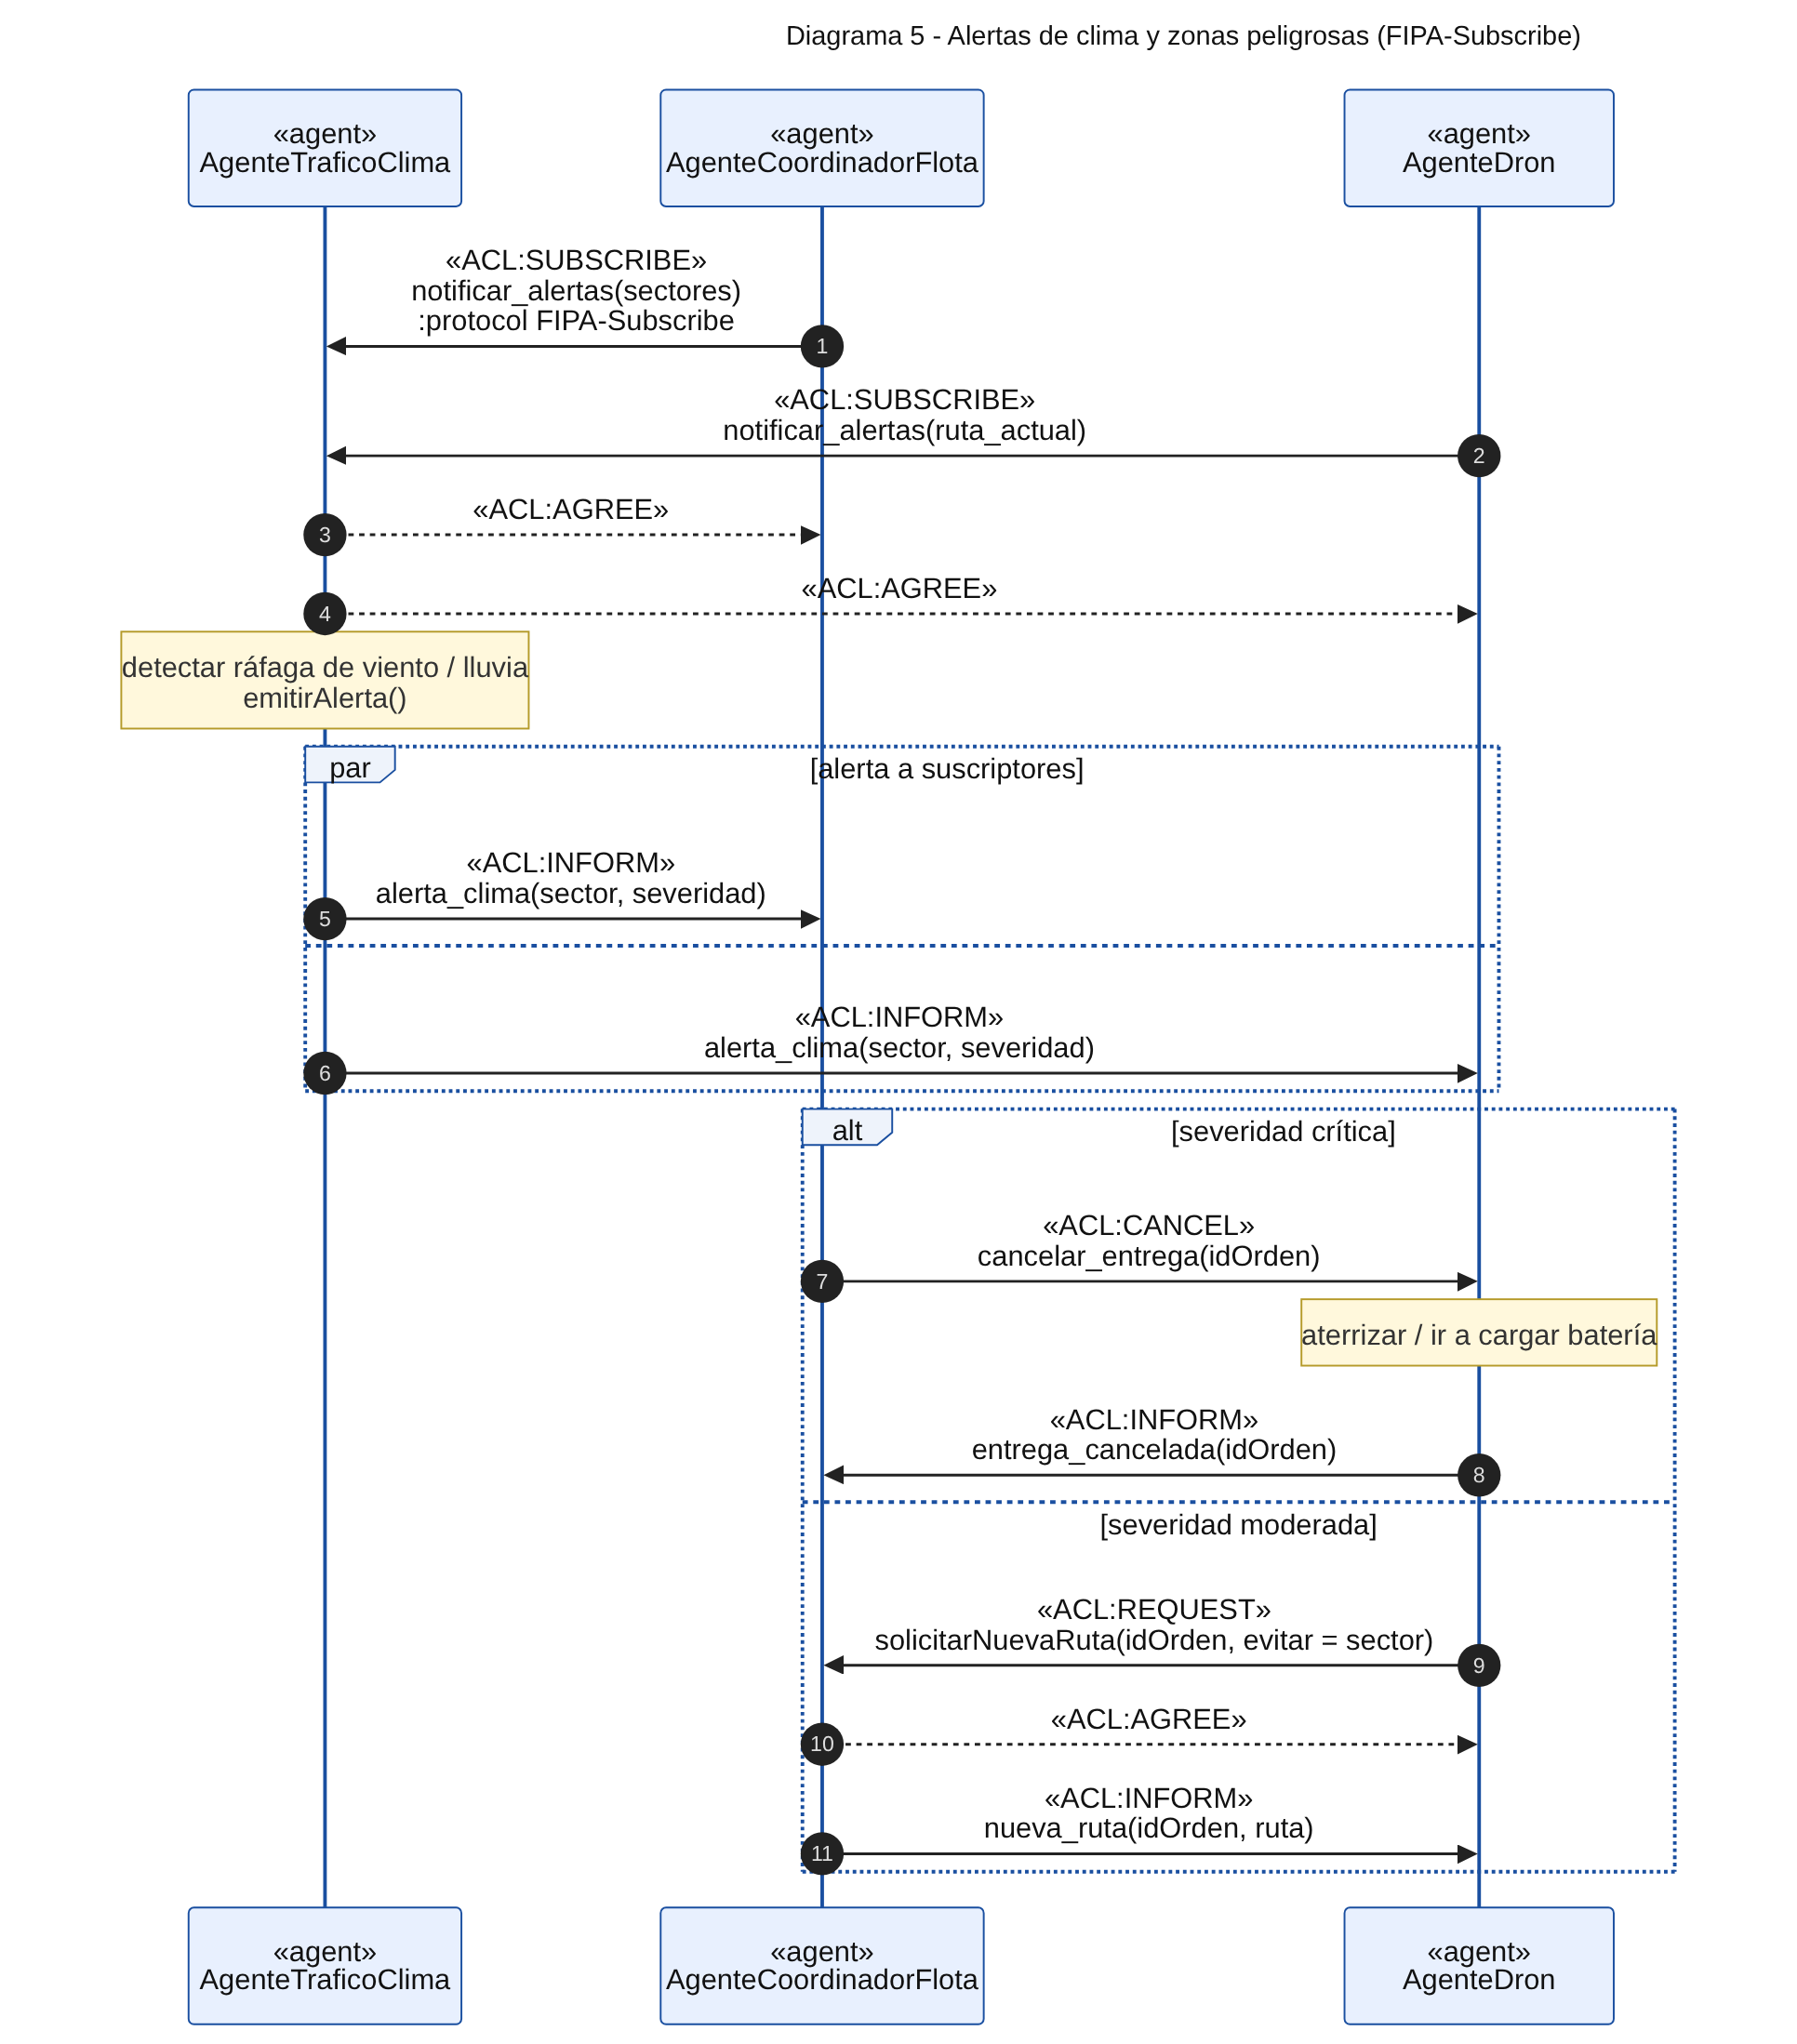 Diagrama 5 - Alertas de clima y zonas peligrosas (FIPA-Subscribe)
«agent»
AgenteTraficoClima
«agent»
AgenteCoordinadorFlota
«agent»
AgenteDron
«ACL:SUBSCRIBE»
notificar_alertas(sectores)
:protocol FIPA-Subscribe
1
«ACL:SUBSCRIBE»
notificar_alertas(ruta_actual)
2
«ACL:AGREE»
3
«ACL:AGREE»
4
detectar ráfaga de viento / lluvia
emitirAlerta()
par
[alerta a suscriptores]
«ACL:INFORM»
alerta_clima(sector, severidad)
5
«ACL:INFORM»
alerta_clima(sector, severidad)
6
alt
[severidad crítica]
«ACL:CANCEL»
cancelar_entrega(idOrden)
7
aterrizar / ir a cargar batería
«ACL:INFORM»
entrega_cancelada(idOrden)
8
[severidad moderada]
«ACL:REQUEST»
solicitarNuevaRuta(idOrden, evitar = sector)
9
«ACL:AGREE»
10
«ACL:INFORM»
nueva_ruta(idOrden, ruta)
11
«agent»
AgenteTraficoClima
«agent»
AgenteCoordinadorFlota
«agent»
AgenteDron